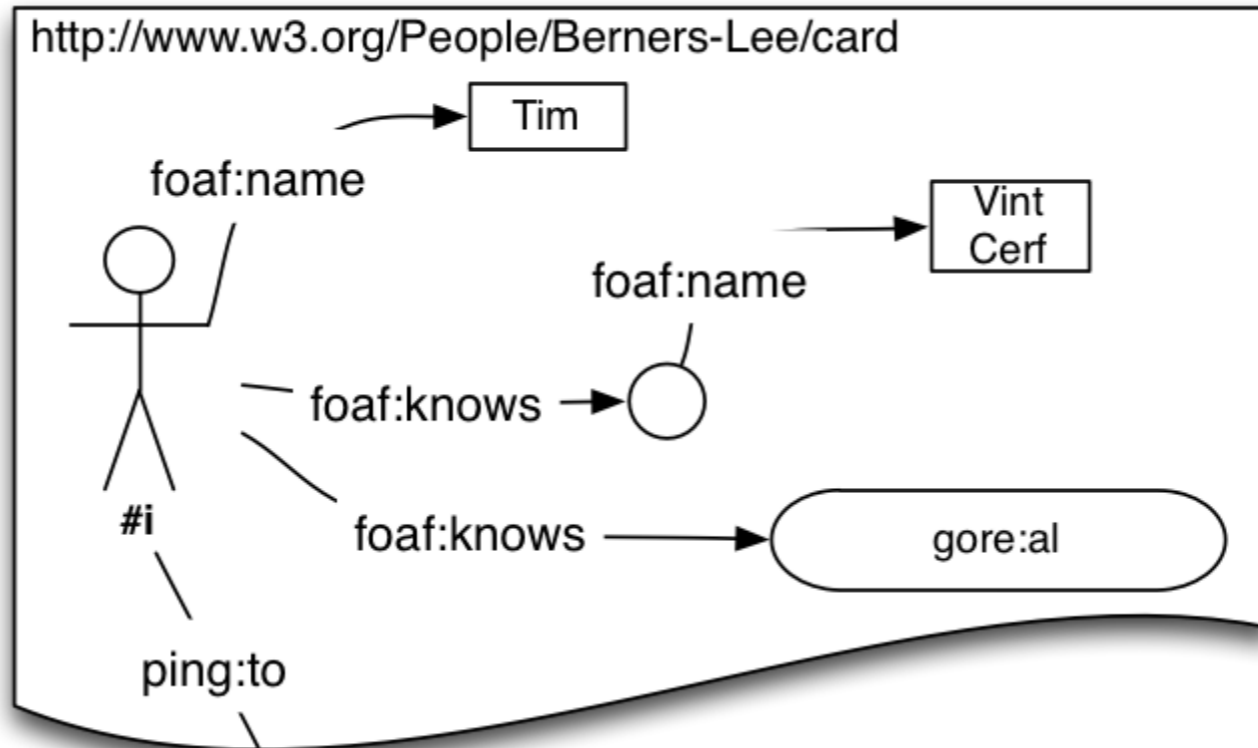 http://www.w3.org/People/Berners-Lee/card
Tim
foaf:name
Vint
Cerf
foaf:name
foaf:knows
#i
foaf:knows
gore:al
ping:to